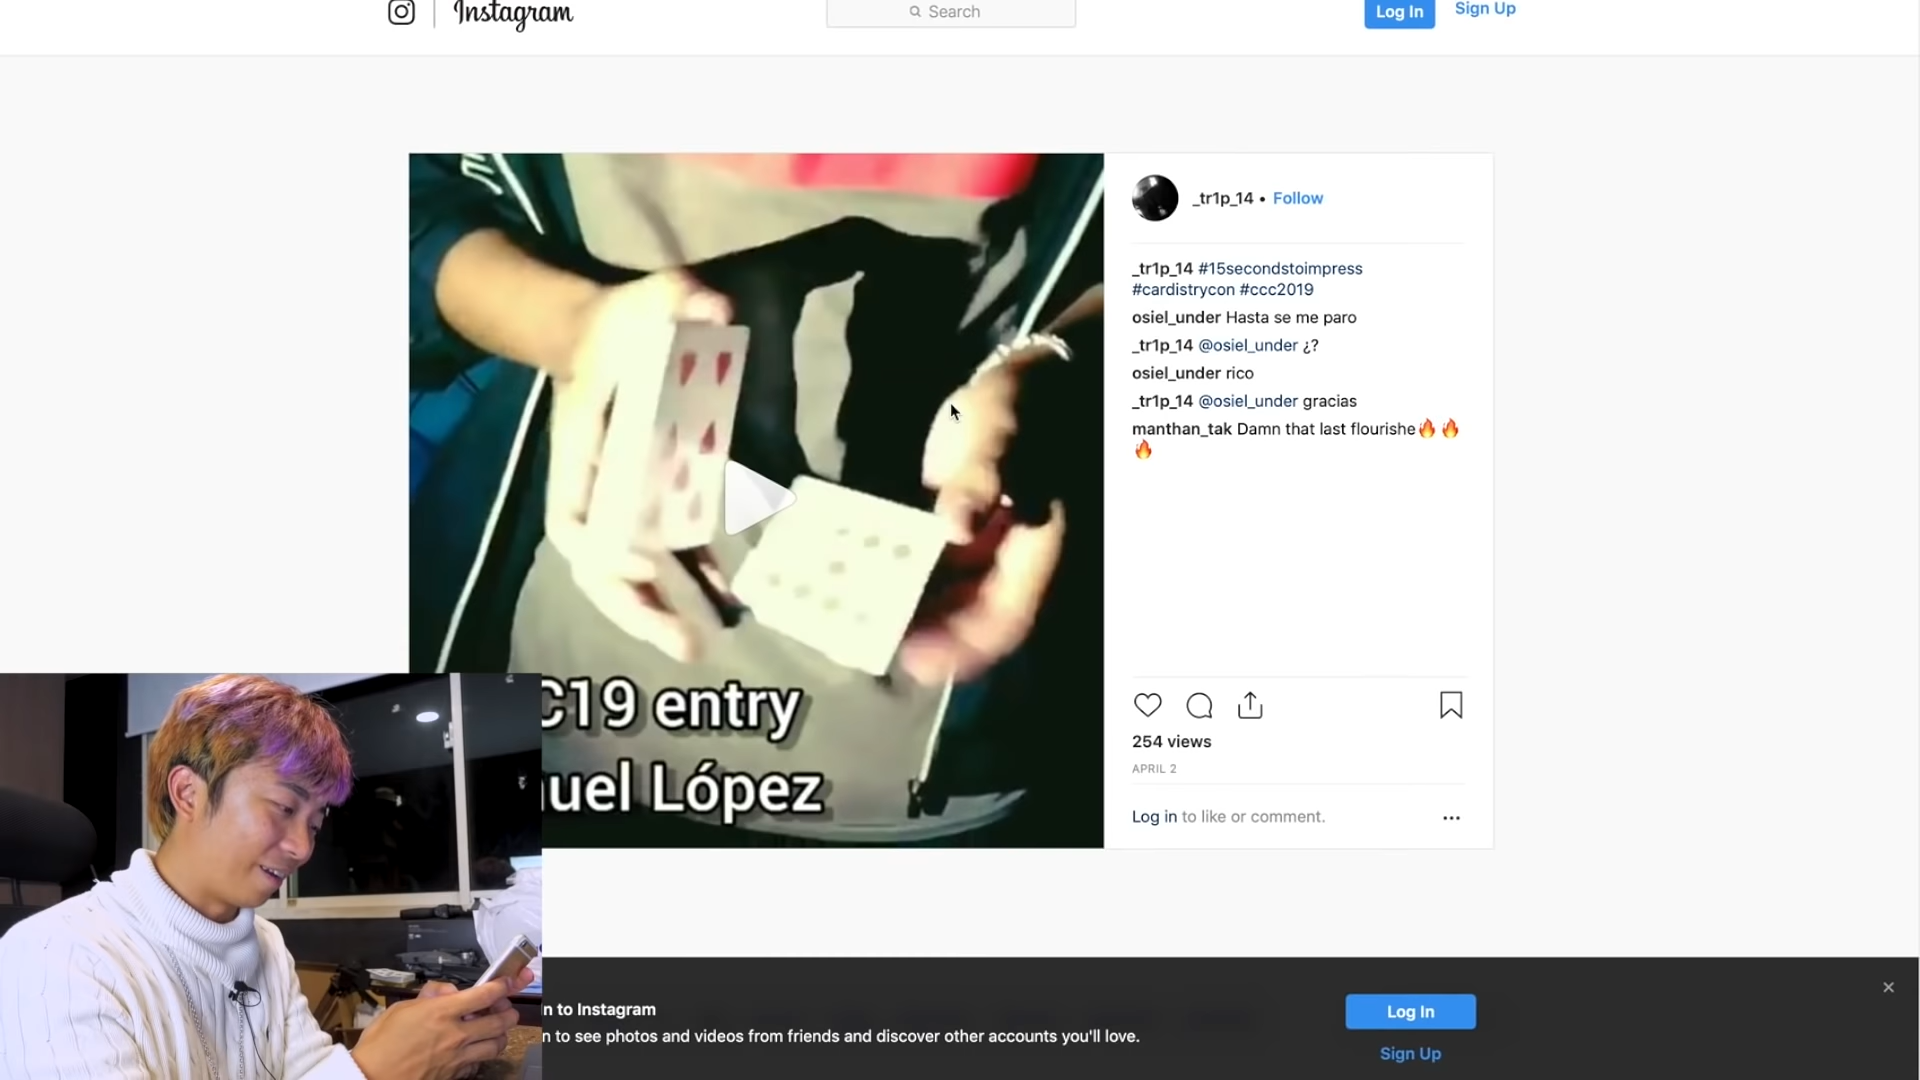 Instagram
Search
Log In
Sign Up
_tr1p_14 • Follow
_tr1p_14 #15secondstoimpress
#cardistrycon #ccc2019
osiel_under Hasta se me paro
_tr1p_14 @osiel_under ¿?
osiel_under rico
_tr1p_14 @osiel_under gracias
manthan_tak Damn that last flourishe🔥🔥
🔥
C19 entry
uel López
254 views
APRIL 2
Log in to like or comment.
n to Instagram
n to see photos and videos from friends and discover other accounts you'll love.
Log In
Sign Up